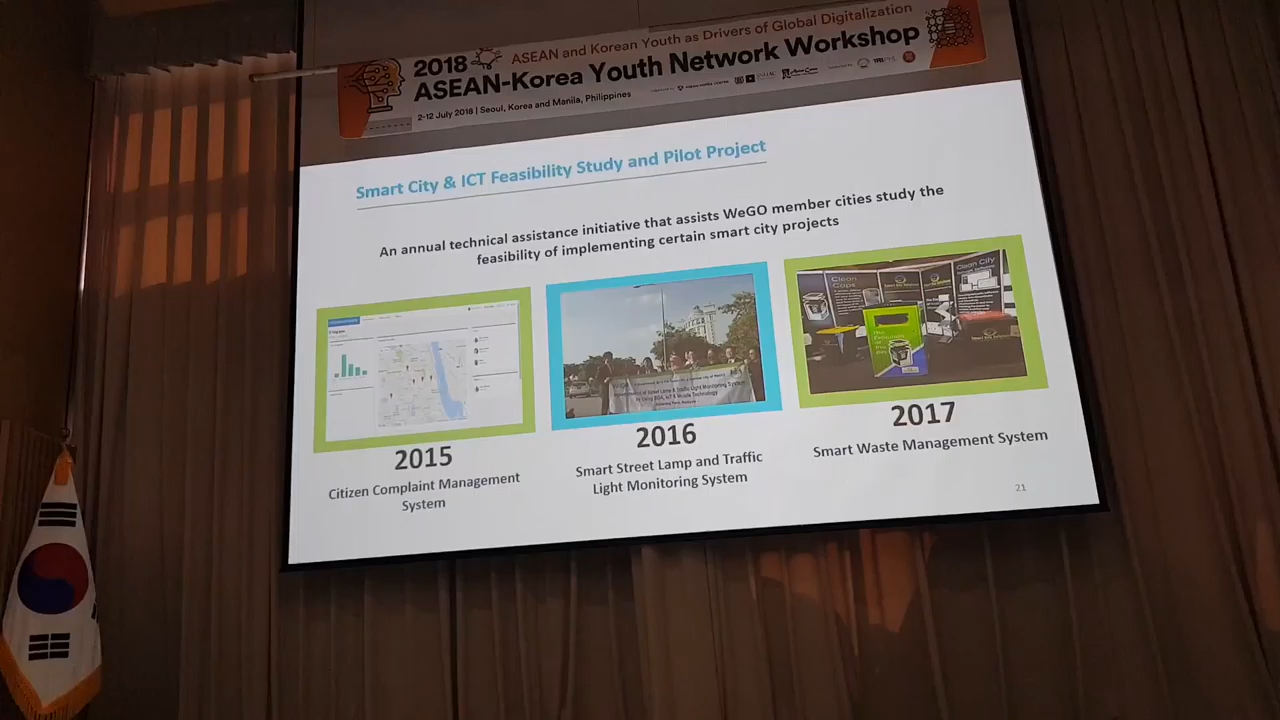 ASEAN and Korean Youth as Drivers of Global Digitalization
2018
ASEAN-Korea Youth Network Workshop
2-12 July 2018 | Seoul, Korea and Manila, Philippines
Smart City & ICT Feasibility Study and Pilot Project
An annual technical assistance initiative that assists WeGO member cities study the
feasibility of implementing certain smart city projects
Clean
Cops
Clean City
2015
Citizen Complaint Management
System
2016
Smart Street Lamp and Traffic
Light Monitoring System
2017
Smart Waste Management System
21